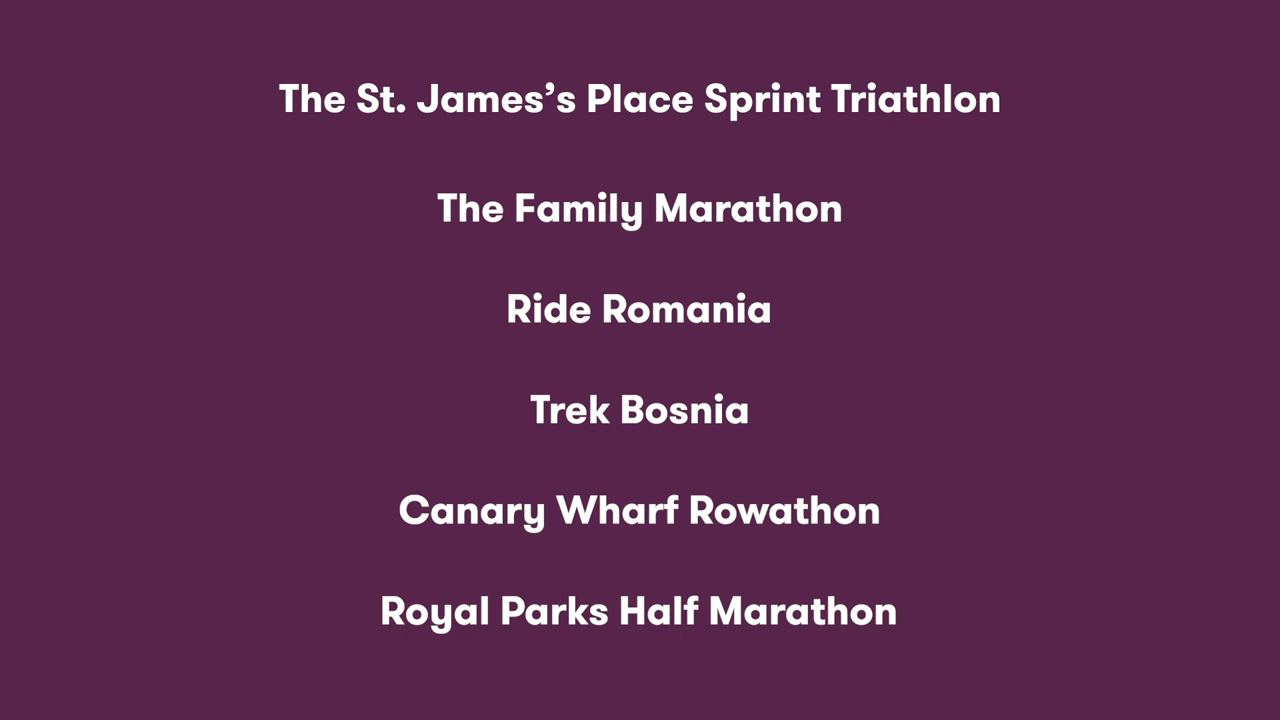 The St. James’s Place Sprint Triathlon
The Family Marathon
Ride Romania
Trek Bosnia
Canary Wharf Rowathon
Royal Parks Half Marathon